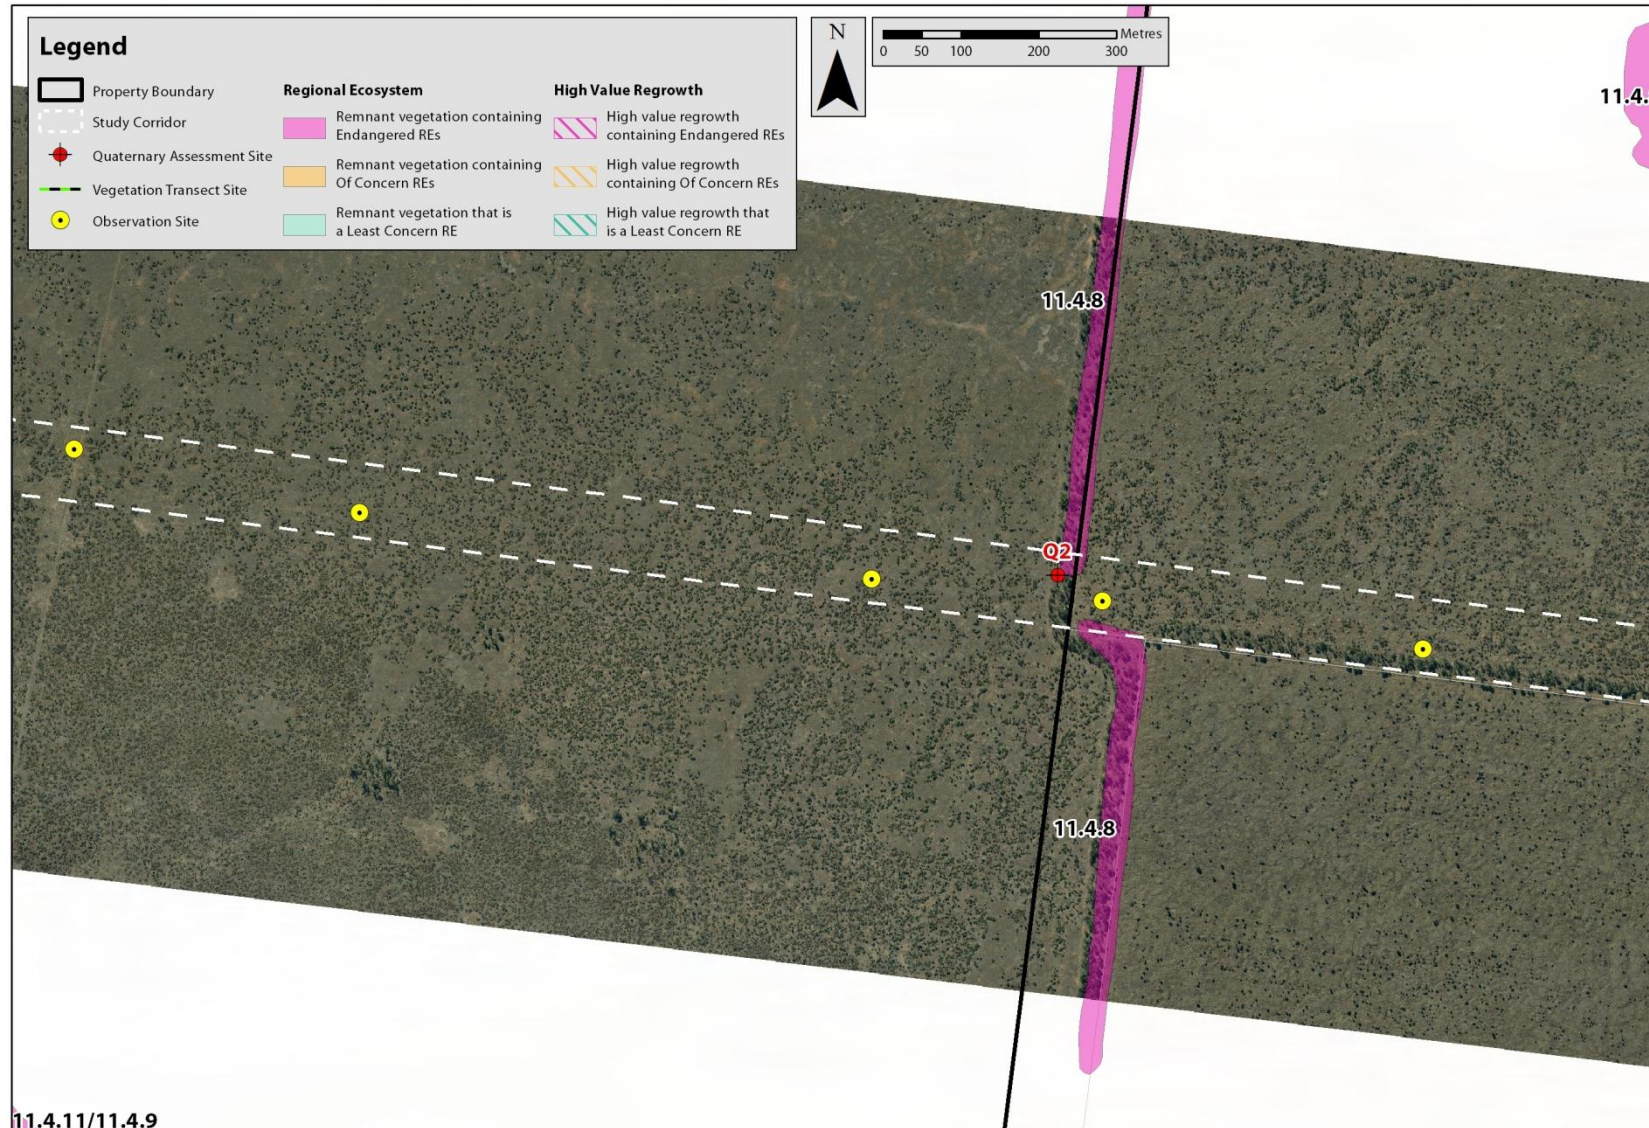 Legend
Property Boundary
Study Corridor
Quaternary Assessment Site
Vegetation Transect Site
Observation Site
Regional Ecosystem
Remnant vegetation containing
Endangered REs
Remnant vegetation containing
Of Concern REs
Remnant vegetation that is
a Least Concern RE
High Value Regrowth
High value regrowth
containing Endangered REs
High value regrowth
containing Of Concern REs
High value regrowth that
is a Least Concern RE
N
Metres
0 50 100 200 300
11.4.
11.4.8
Q2
11.4.8
11.4.11/11.4.9